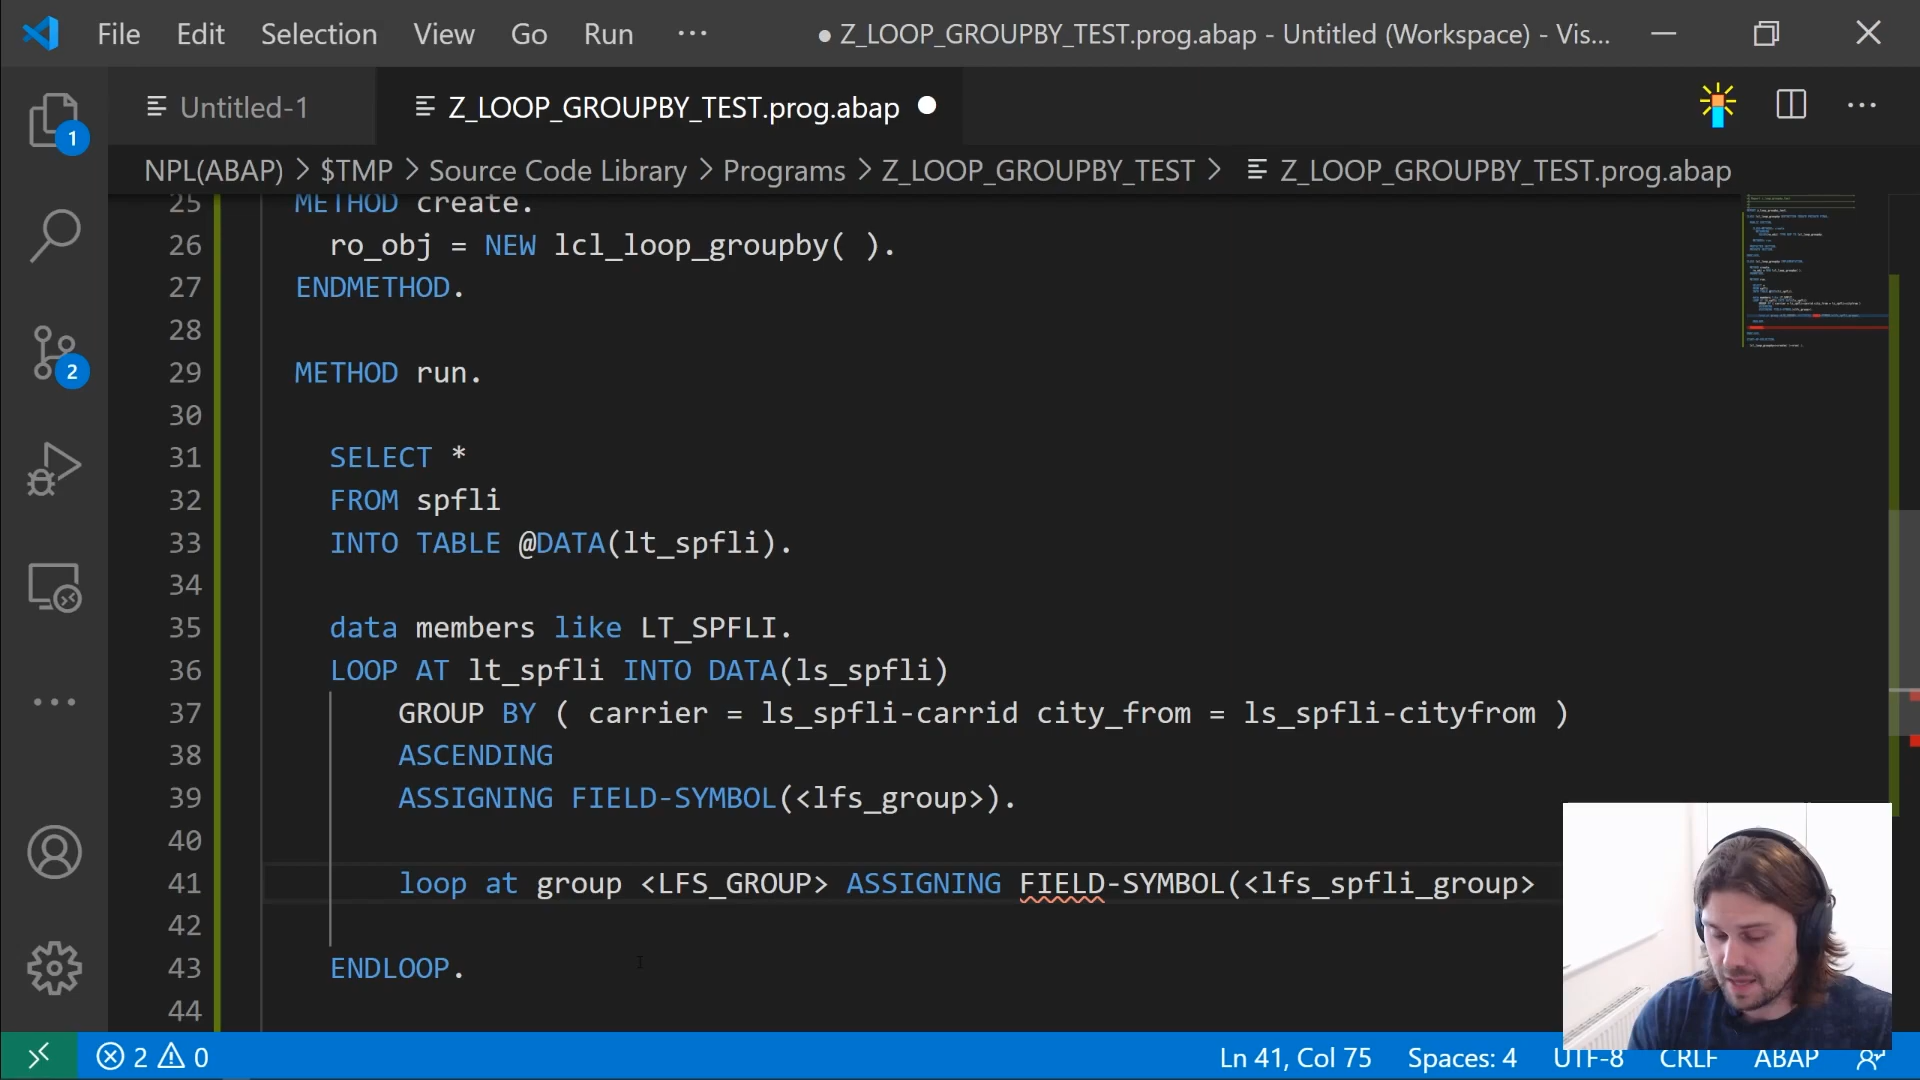 File Edit Selection View Go Run ··· ● Z_LOOP_GROUPBY_TEST.prog.abap - Untitled (Workspace) - Vis...
Untitled-1 Z_LOOP_GROUPBY_TEST.prog.abap
NPL(ABAP) > $TMP > Source Code Library > Programs > Z_LOOP_GROUPBY_TEST > Z_LOOP_GROUPBY_TEST.prog.abap
1
2
25 METHOD create.
26 ro_obj = NEW lcl_loop_groupby( ).
27 ENDMETHOD.
28
29 METHOD run.
30
31 SELECT *
32 FROM spfli
33 INTO TABLE @DATA(lt_spfli).
34
35 data members like LT_SPFLI.
36 LOOP AT lt_spfli INTO DATA(ls_spfli)
37 GROUP BY ( carrier = ls_spfli-carrid city_from = ls_spfli-cityfrom )
38 ASCENDING
39 ASSIGNING FIELD-SYMBOL(<lfs_group>).
40
41 loop at group <LFS_GROUP> ASSIGNING FIELD-SYMBOL(<lfs_spfli_group>
42
43 ENDLOOP.
44
2 0 Ln 41, Col 75 Spaces: 4 UTF-8 CRLF ABAP